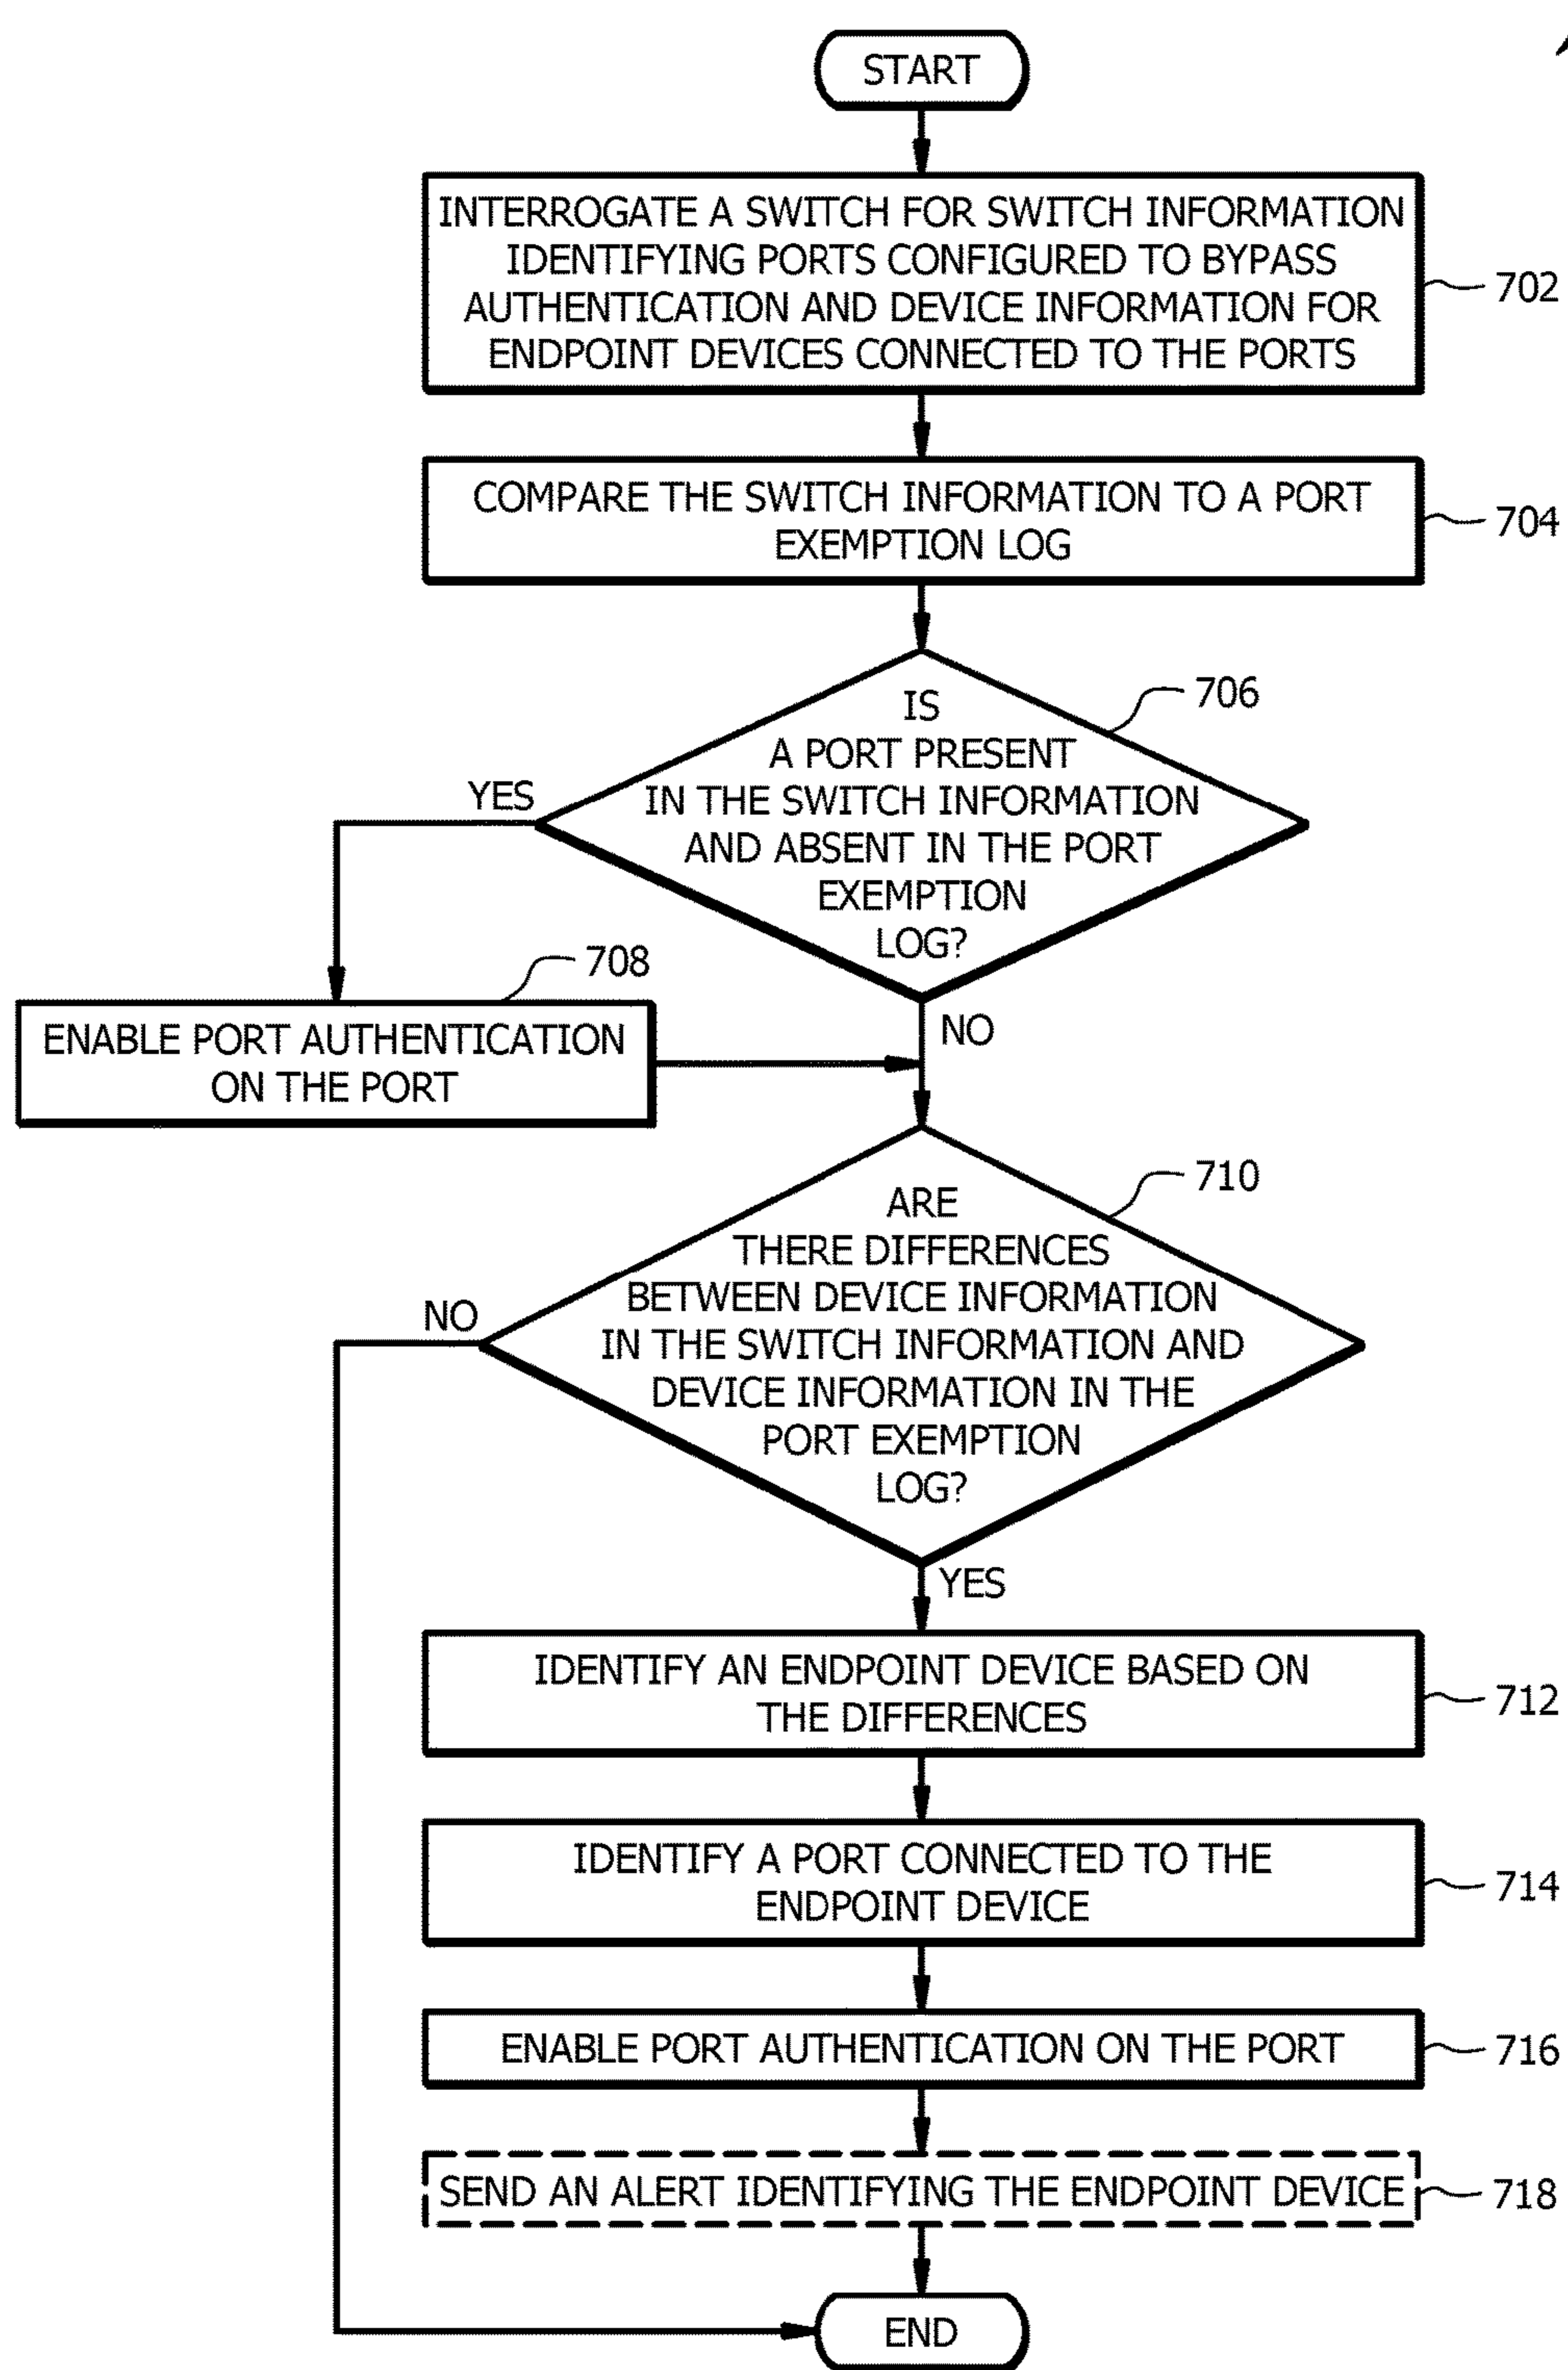 START
INTERROGATE A SWITCH FOR SWITCH INFORMATION
IDENTIFYING PORTS CONFIGURED TO BYPASS
AUTHENTICATION AND DEVICE INFORMATION FOR
ENDPOINT DEVICES CONNECTED TO THE PORTS
702
COMPARE THE SWITCH INFORMATION TO A PORT
EXEMPTION LOG
704
706
IS
A PORT PRESENT
IN THE SWITCH INFORMATION
AND ABSENT IN THE PORT
EXEMPTION
LOG?
YES
NO
708
ENABLE PORT AUTHENTICATION
ON THE PORT
710
ARE
THERE DIFFERENCES
BETWEEN DEVICE INFORMATION
IN THE SWITCH INFORMATION AND
DEVICE INFORMATION IN THE
PORT EXEMPTION
LOG?
NO
YES
IDENTIFY AN ENDPOINT DEVICE BASED ON
THE DIFFERENCES
712
IDENTIFY A PORT CONNECTED TO THE
ENDPOINT DEVICE
714
ENABLE PORT AUTHENTICATION ON THE PORT
716
SEND AN ALERT IDENTIFYING THE ENDPOINT DEVICE
718
END